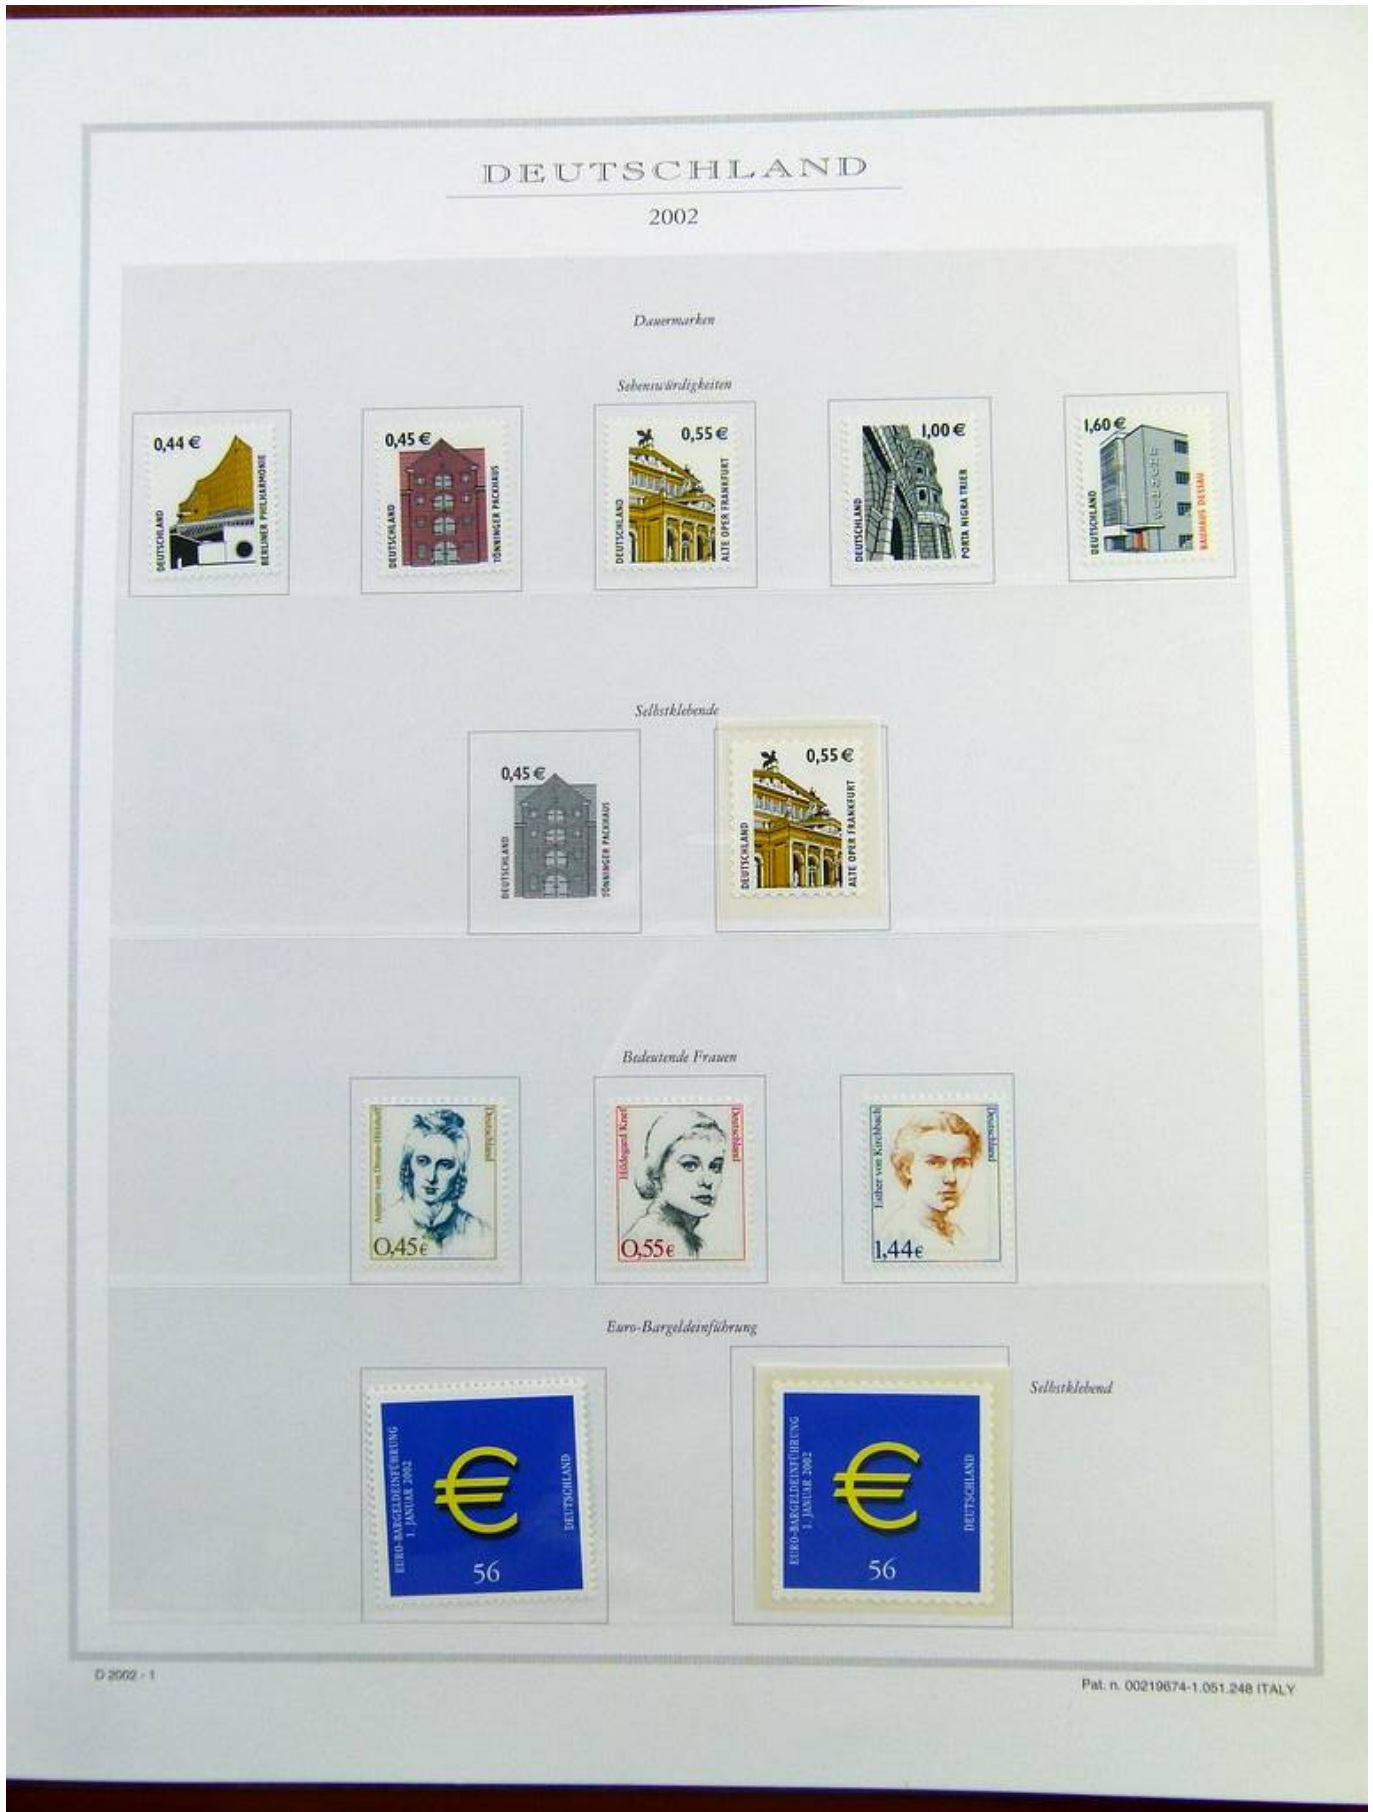 DEUTSCHLAND
2002
Dauermarken
Sehenswürdigkeiten
0,44 €
DEUTSCHLAND
BERLINER PHILHARMONIE
0,45 €
DEUTSCHLAND
TÖNNINGER PACKHAUS
0,55 €
DEUTSCHLAND
ALTE OPER FRANKFURT
1,00 €
DEUTSCHLAND
PORTA NIGRA TRIER
1,60 €
DEUTSCHLAND
BAUHAUS DESSAU
Selbstklebende
0,45 €
DEUTSCHLAND
TÖNNINGER PACKHAUS
0,55 €
DEUTSCHLAND
ALTE OPER FRANKFURT
Bedeutende Frauen
Annette von Droste-Hülshoff
Deutschland
0,45€
Hildegard Knef
Deutschland
0,55€
Esther von Kirchbach
Deutschland
1,44€
Euro-Bargeldeinführung
EURO-BARGELDEINFÜHRUNG
1. JANUAR 2002
DEUTSCHLAND
€
56
Selbstklebend
EURO-BARGELDEINFÜHRUNG
1. JANUAR 2002
DEUTSCHLAND
€
56
D 2002 - 1
Pat. n. 00219674-1.051.248 ITALY